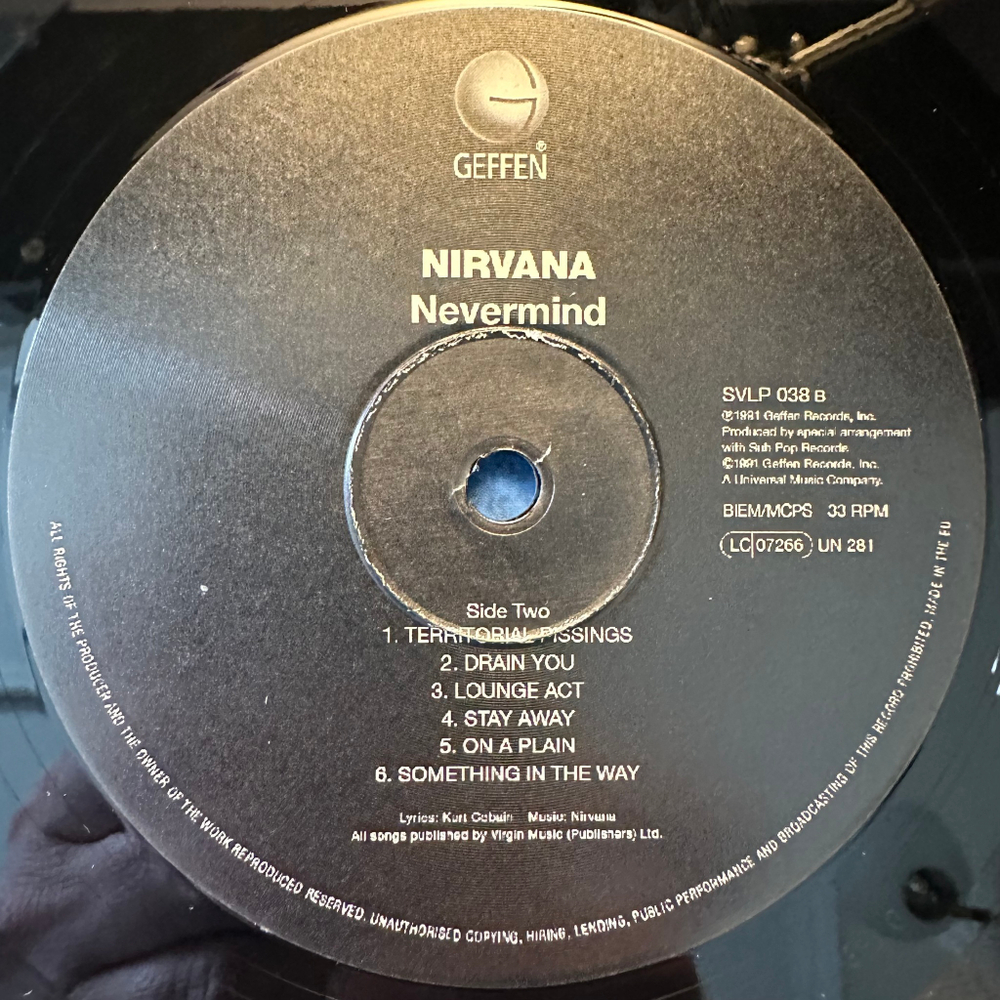 GEFFEN®
NIRVANA
Nevermind
SVLP 038 B
℗1991 Geffen Records, Inc.
Produced by special arrangement
with Sub Pop Records
©1991 Geffen Records, Inc.
A Universal Music Company.
BIEM/MCPS 33 RPM
LC 07266 UN 281
Side Two
1. TERRITORIAL PISSINGS
2. DRAIN YOU
3. LOUNGE ACT
4. STAY AWAY
5. ON A PLAIN
6. SOMETHING IN THE WAY
Lyrics: Kurt Cobain Music: Nirvana
All songs published by Virgin Music (Publishers) Ltd.
ALL RIGHTS OF THE PRODUCER AND THE OWNER OF THE WORK REPRODUCED RESERVED. UNAUTHORISED COPYING, HIRING, LENDING, PUBLIC PERFORMANCE AND BROADCASTING OF THIS RECORD PROHIBITED. MADE IN THE EU